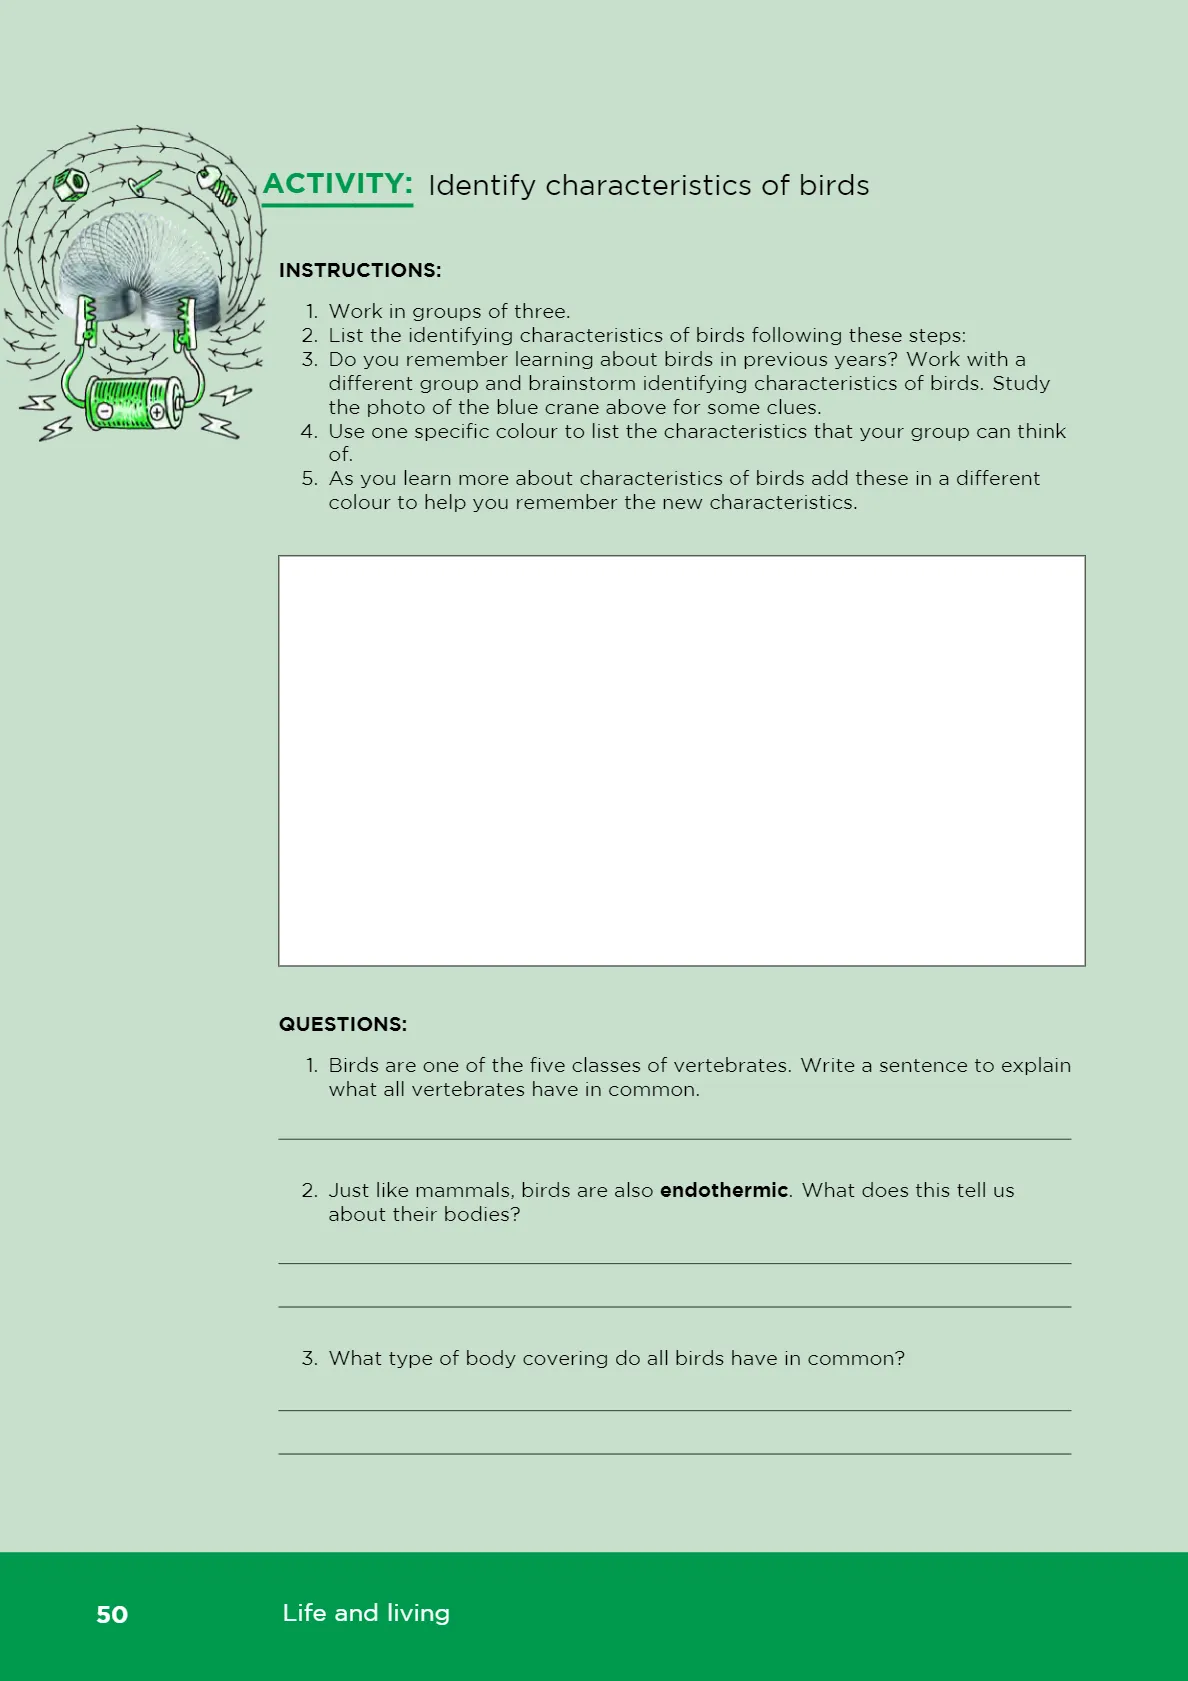 ACTIVITY: Identify characteristics of birds
INSTRUCTIONS:
1. Work in groups of three.
2. List the identifying characteristics of birds following these steps:
3. Do you remember learning about birds in previous years? Work with a
different group and brainstorm identifying characteristics of birds. Study
the photo of the blue crane above for some clues.
4. Use one specific colour to list the characteristics that your group can think
of.
5. As you learn more about characteristics of birds add these in a different
colour to help you remember the new characteristics.
QUESTIONS:
1. Birds are one of the five classes of vertebrates. Write a sentence to explain
what all vertebrates have in common.
2. Just like mammals, birds are also endothermic. What does this tell us
about their bodies?
3. What type of body covering do all birds have in common?
50 Life and living